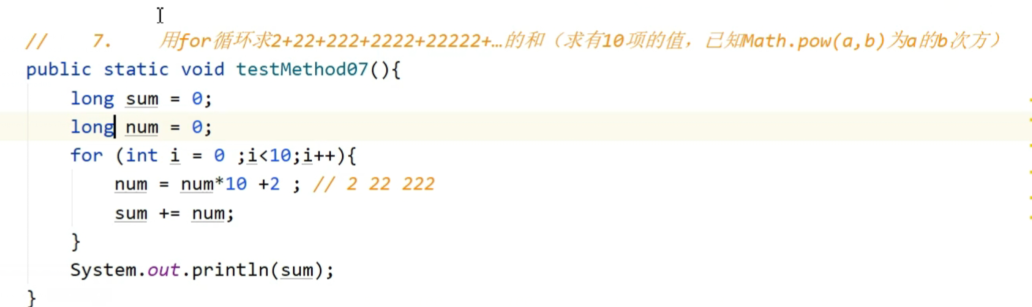 //    7.    用for循环求2+22+222+2222+22222+…的和（求有10项的值，已知Math.pow(a,b)为a的b次方）
public static void testMethod07(){
    long sum = 0;
    long num = 0;
    for (int i = 0 ;i<10;i++){
        num = num*10 +2 ; // 2 22 222
        sum += num;
    }
    System.out.println(sum);
}